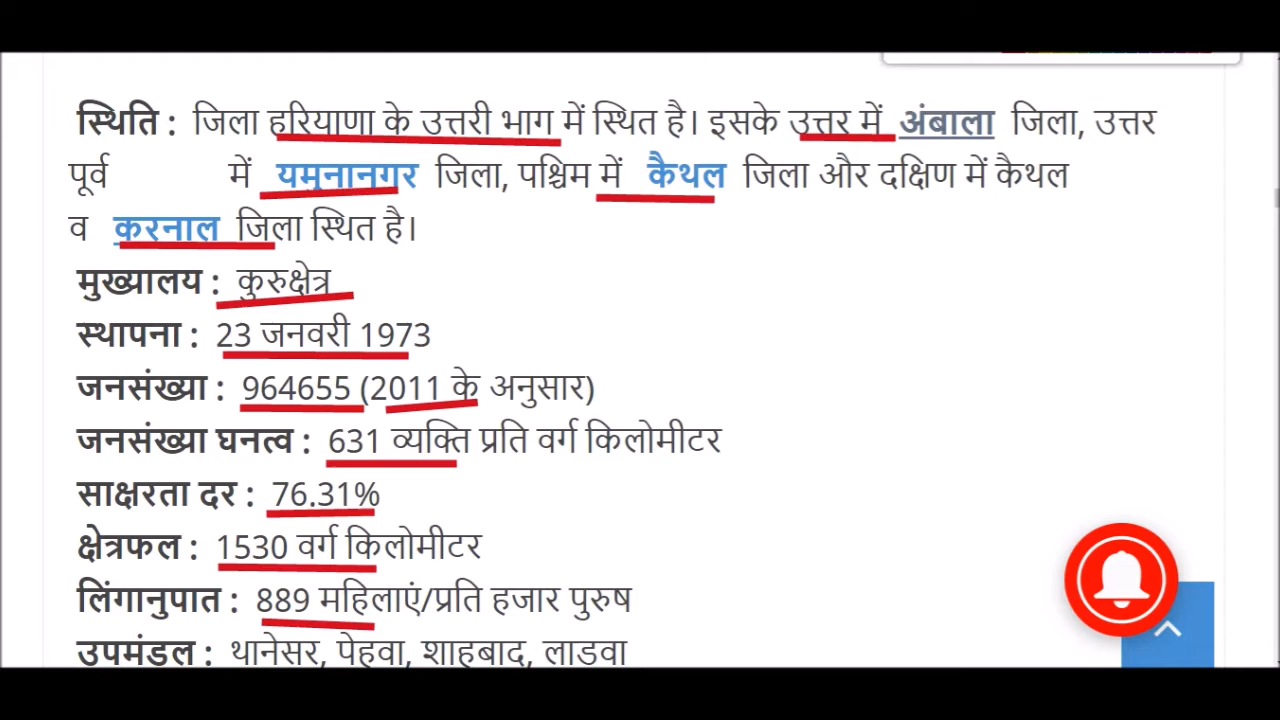 स्थिति : जिला हरियाणा के उत्तरी भाग में स्थित है। इसके उत्तर में अंबाला जिला, उत्तर
पूर्व में यमुनानगर जिला, पश्चिम में कैथल जिला और दक्षिण में कैथल
व करनाल जिला स्थित है।
मुख्यालय : कुरुक्षेत्र
स्थापना : 23 जनवरी 1973
जनसंख्या : 964655 (2011 के अनुसार)
जनसंख्या घनत्व : 631 व्यक्ति प्रति वर्ग किलोमीटर
साक्षरता दर : 76.31%
क्षेत्रफल : 1530 वर्ग किलोमीटर
लिंगानुपात : 889 महिलाएं/प्रति हजार पुरुष
उपमंडल : थानेसर, पेहवा, शाहबाद, लाडवा